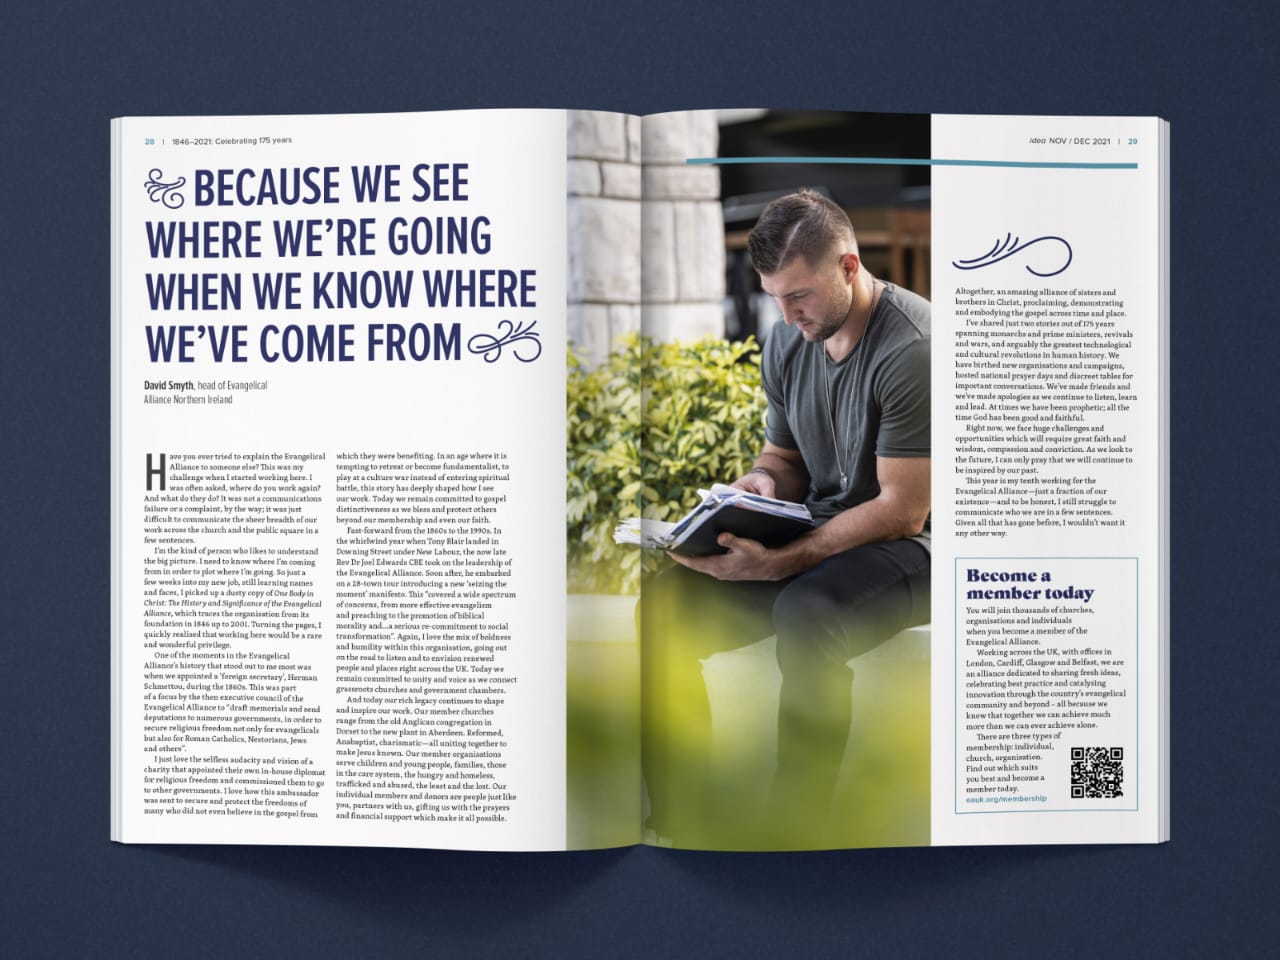 28 | 1846–2021: Celebrating 175 years
BECAUSE WE SEE
WHERE WE’RE GOING
WHEN WE KNOW WHERE
WE’VE COME FROM
David Smyth, head of Evangelical
Alliance Northern Ireland
Have you ever tried to explain the Evangelical
Alliance to someone else? This was my
challenge when I started working here. I
was often asked, where do you work again?
And what do they do? It was not a communications
failure or a complaint, by the way; it was just
difficult to communicate the sheer breadth of our
work across the church and the public square in a
few sentences.
I’m the kind of person who likes to understand
the big picture. I need to know where I’m coming
from in order to plot where I’m going. So just a
few weeks into my new job, still learning names
and faces, I picked up a dusty copy of One Body in
Christ: The History and Significance of the Evangelical
Alliance, which traces the organisation from its
foundation in 1846 up to 2001. Turning the pages, I
quickly realised that working here would be a rare
and wonderful privilege.
One of the moments in the Evangelical
Alliance’s history that stood out to me most was
when we appointed a ‘foreign secretary’, Herman
Schmettou, during the 1860s. This was part
of a focus by the then executive council of the
Evangelical Alliance to “draft memorials and send
deputations to numerous governments, in order to
secure religious freedom not only for evangelicals
but also for Roman Catholics, Nestorians, Jews
and others”.
I just love the selfless audacity and vision of a
charity that appointed their own in-house diplomat
for religious freedom and commissioned them to go
to other governments. I love how this ambassador
was sent to secure and protect the freedoms of
many who did not even believe in the gospel from
which they were benefiting. In an age where it is
tempting to retreat or become fundamentalist, to
play at a culture war instead of entering spiritual
battle, this story has deeply shaped how I see
our work. Today we remain committed to gospel
distinctiveness as we bless and protect others
beyond our membership and even our faith.
Fast-forward from the 1860s to the 1990s. In
the whirlwind year when Tony Blair landed in
Downing Street under New Labour, the now late
Rev Dr Joel Edwards CBE took on the leadership of
the Evangelical Alliance. Soon after, he embarked
on a 28-town tour introducing a new ‘seizing the
moment’ manifesto. This “covered a wide spectrum
of concerns, from more effective evangelism
and preaching to the promotion of biblical
morality and...a serious re-commitment to social
transformation”. Again, I love the mix of boldness
and humility within this organisation, going out
on the road to listen and to envision renewed
people and places right across the UK. Today we
remain committed to unity and voice as we connect
grassroots churches and government chambers.
And today our rich legacy continues to shape
and inspire our work. Our member churches
range from the old Anglican congregation in
Dorset to the new plant in Aberdeen. Reformed,
Anabaptist, charismatic—all uniting together to
make Jesus known. Our member organisations
serve children and young people, families, those
in the care system, the hungry and homeless,
trafficked and abused, the least and the lost. Our
individual members and donors are people just like
you, partners with us, gifting us with the prayers
and financial support which make it all possible.
idea NOV / DEC 2021 | 29
Altogether, an amazing alliance of sisters and
brothers in Christ, proclaiming, demonstrating
and embodying the gospel across time and place.
I’ve shared just two stories out of 175 years
spanning monarchs and prime ministers, revivals
and wars, and arguably the greatest technological
and cultural revolutions in human history. We
have birthed new organisations and campaigns,
hosted national prayer days and discreet tables for
important conversations. We’ve made friends and
we’ve made apologies as we continue to listen, learn
and lead. At times we have been prophetic; all the
time God has been good and faithful.
Right now, we face huge challenges and
opportunities which will require great faith and
wisdom, compassion and conviction. As we look to
the future, I can only pray that we will continue to
be inspired by our past.
This year is my tenth working for the
Evangelical Alliance—just a fraction of our
existence—and to be honest, I still struggle to
communicate who we are in a few sentences.
Given all that has gone before, I wouldn’t want it
any other way.
Become a
member today
You will join thousands of churches,
organisations and individuals
when you become a member of the
Evangelical Alliance.
Working across the UK, with offices in
London, Cardiff, Glasgow and Belfast, we are
an alliance dedicated to sharing fresh ideas,
celebrating best practice and catalysing
innovation through the country’s evangelical
community and beyond - all because we
know that together we can achieve much
more than we can ever achieve alone.
There are three types of
membership: individual,
church, organisation.
Find out which suits
you best and become a
member today.
eauk.org/membership